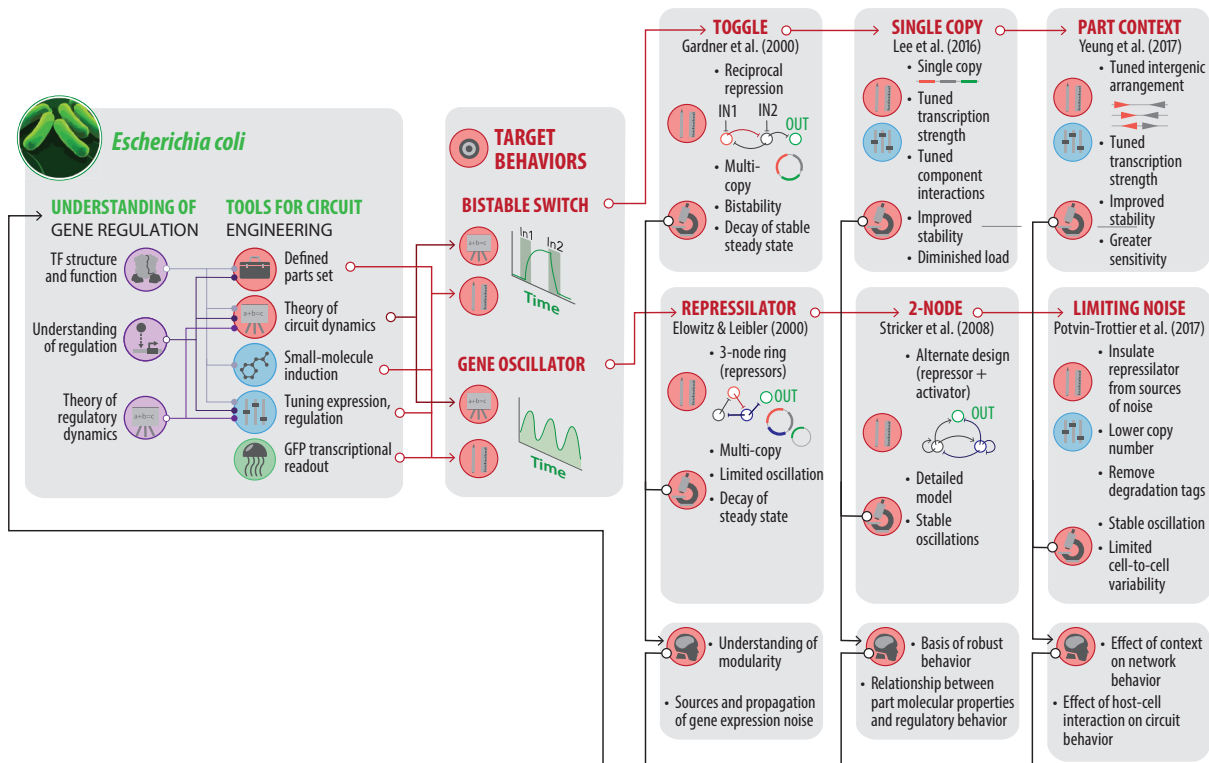 Escherichia coli
UNDERSTANDING OF
GENE REGULATION
TF structure
and function
Understanding
of regulation
Theory of
regulatory
dynamics
a+b=c
TOOLS FOR CIRCUIT
ENGINEERING
Defined
parts set
a+b=c
Theory of
circuit dynamics
Small-molecule
induction
Tuning expression,
regulation
GFP transcriptional
readout
TARGET
BEHAVIORS
BISTABLE SWITCH
a+b=c
In1
In2
Time
GENE OSCILLATOR
a+b=c
Time
TOGGLE
Gardner et al. (2000)
• Reciprocal
repression
IN1
IN2
OUT
• Multi-
copy
• Bistability
• Decay of stable
steady state
SINGLE COPY
Lee et al. (2016)
• Single copy
• Tuned
transcription
strength
• Tuned
component
interactions
• Improved
stability
• Diminished load
PART CONTEXT
Yeung et al. (2017)
• Tuned intergenic
arrangement
• Tuned
transcription
strength
• Improved
stability
• Greater
sensitivity
REPRESSILATOR
Elowitz & Leibler (2000)
• 3-node ring
(repressors)
OUT
• Multi-copy
• Limited oscillation
• Decay of
steady state
2-NODE
Stricker et al. (2008)
• Alternate design
(repressor +
activator)
OUT
• Detailed
model
• Stable
oscillations
LIMITING NOISE
Potvin-Trottier et al. (2017)
• Insulate
repressilator
from sources
of noise
• Lower copy
number
• Remove
degradation tags
• Stable oscillation
• Limited
cell-to-cell
variability
• Understanding of
modularity
• Sources and propagation
of gene expression noise
• Basis of robust
behavior
• Relationship between
part molecular properties
and regulatory behavior
• Effect of context
on network
behavior
• Effect of host-cell
interaction on circuit
behavior